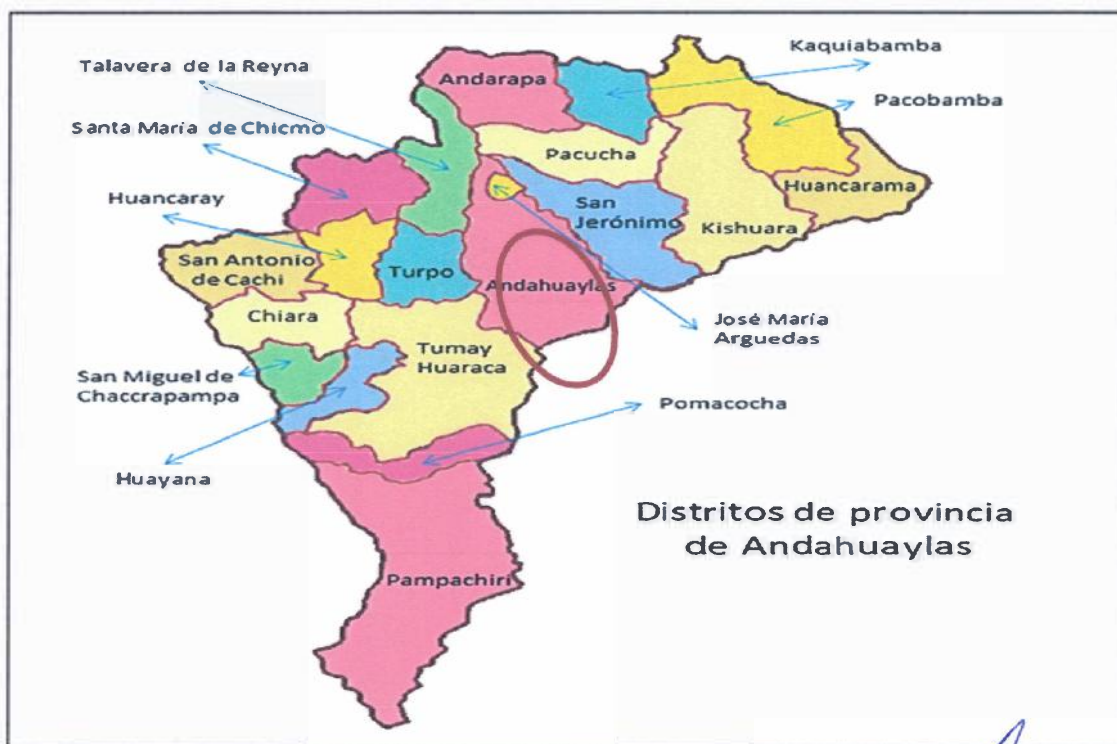 Kaquiabamba
Talavera de la Reyna
Andarapa
Pacobamba
Santa María de Chicmo
Pacucha
Huancarama
Huancaray
San
Jerónimo
Kishuara
San Antonio
de Cachi
Turpo
Andahuaylas
Chiara
José María
Arguedas
Tumay
Huaraca
San Miguel de
Chaccrapampa
Pomacocha
Huayana
Distritos de provincia
de Andahuaylas
Pampachiri